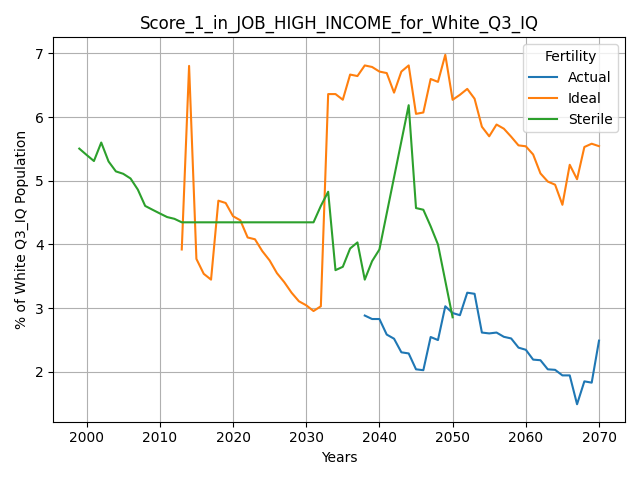 Score_1_in_JOB_HIGH_INCOME_for_White_Q3_IQ
Fertility
Actual
Ideal
Sterile
% of White Q3_IQ Population
7
6
5
4
3
2
2000 2010 2020 2030 2040 2050 2060 2070
Years